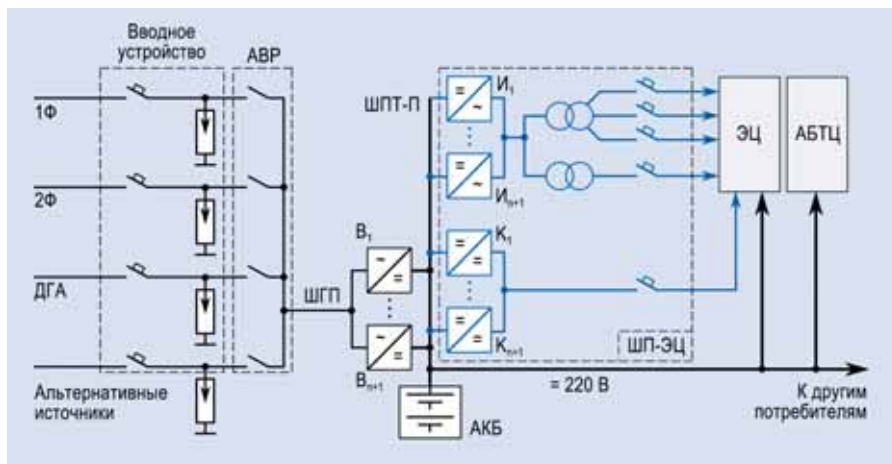 Вводное
устройство
АВР
1Ф
2Ф
ДГА
Альтернативные
источники
ШГП
В₁
Вₙ₊₁
АКБ
ШПТ-П
И₁
Иₙ₊₁
К₁
Кₙ₊₁
ШП-ЭЦ
= 220 В
ЭЦ
АБТЦ
К другим
потребителям